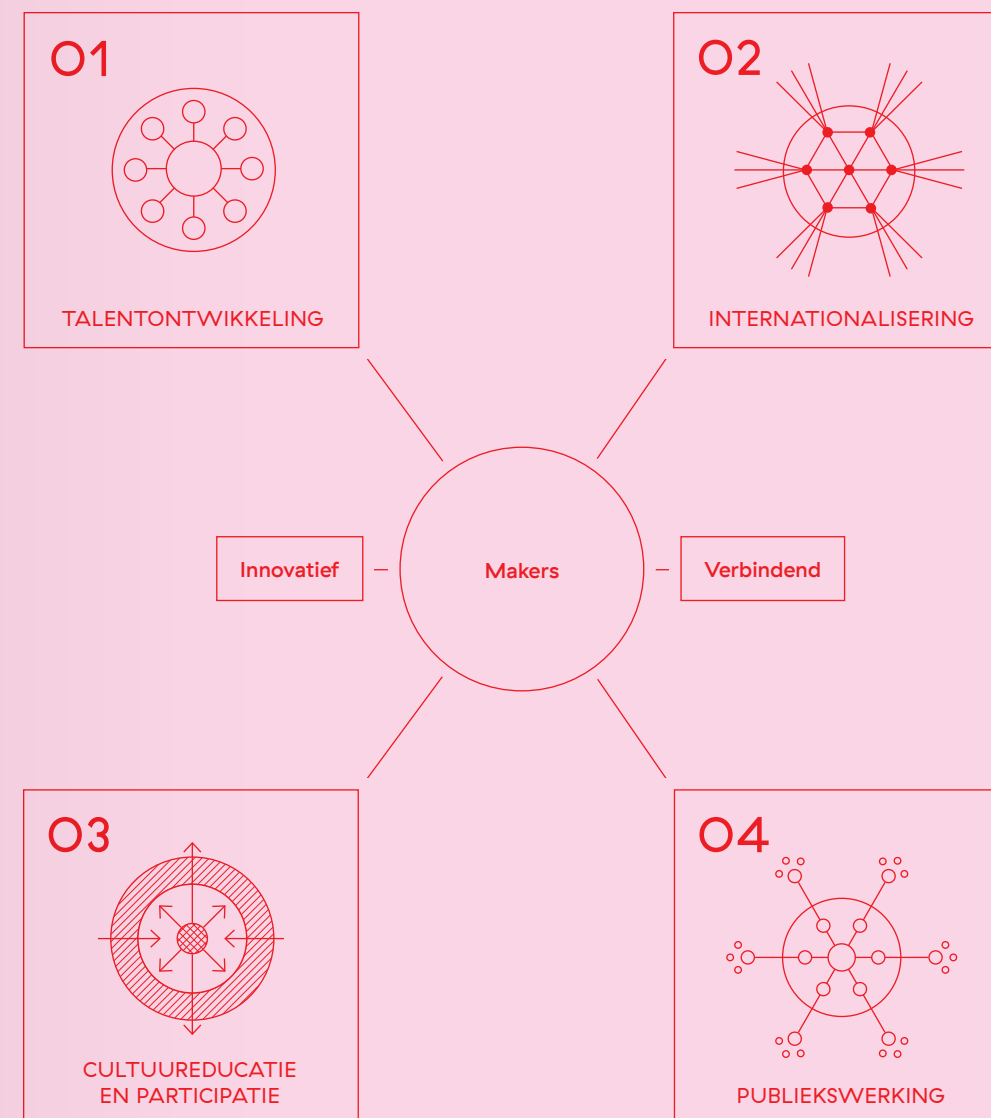 01
TALENTONTWIKKELING
02
INTERNATIONALISERING
Innovatief
Makers
Verbindend
03
CULTUUREDUCATIE
EN PARTICIPATIE
04
PUBLIEKSWERKING